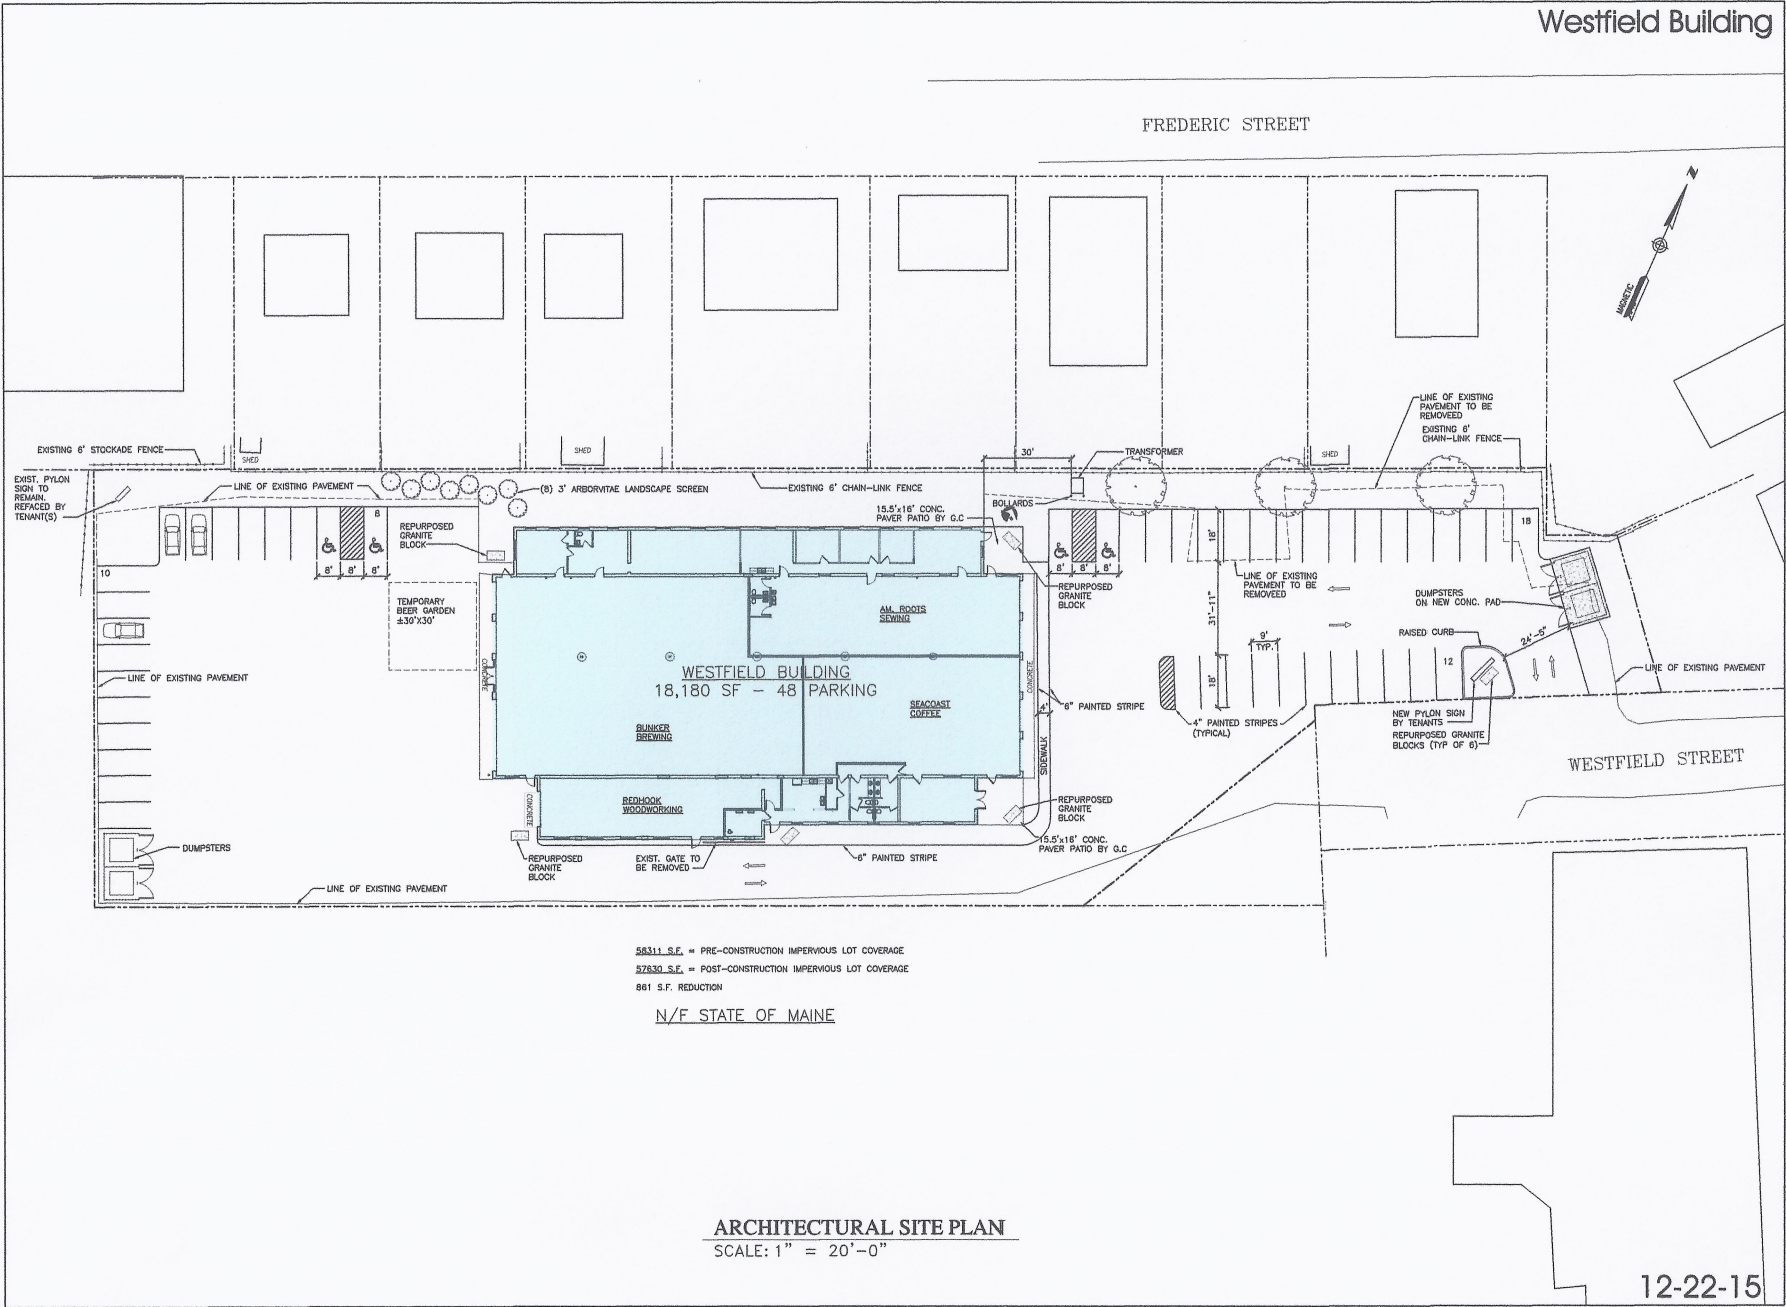 Westfield Building
FREDERIC STREET
N
MAGNETIC
LINE OF EXISTING
PAVEMENT TO BE
REMOVEED
EXISTING 6'
CHAIN-LINK FENCE
EXISTING 6' STOCKADE FENCE
SHED
SHED
30'
TRANSFORMER
SHED
EXIST. PYLON
SIGN TO
REMAIN.
REFACED BY
TENANT(S)
LINE OF EXISTING PAVEMENT
(8) 3' ARBORVITAE LANDSCAPE SCREEN
EXISTING 6' CHAIN-LINK FENCE
BOLLARDS
15.5'x16' CONC.
PAVER PATIO BY G.C
8
REPURPOSED
GRANITE
BLOCK
18'
18
10
8'
8'
8'
8'
8'
8'
LINE OF EXISTING
PAVEMENT TO BE
REMOVEED
REPURPOSED
GRANITE
BLOCK
TEMPORARY
BEER GARDEN
±30'X30'
AM. ROOTS
SEWING
31'-11"
DUMPSTERS
ON NEW CONC. PAD
RAISED CURB
24'-5"
9'
TYP.
12
LINE OF EXISTING PAVEMENT
CONCRETE
WESTFIELD BUILDING
18,180 SF - 48 PARKING
CONCRETE
18'
LINE OF EXISTING PAVEMENT
4'
6" PAINTED STRIPE
SEACOAST
COFFEE
4" PAINTED STRIPES
(TYPICAL)
NEW PYLON SIGN
BY TENANTS
REPURPOSED GRANITE
BLOCKS (TYP OF 6)
BUNKER
BREWING
SIDEWALK
WESTFIELD STREET
CONCRETE
REDHOOK
WOODWORKING
REPURPOSED
GRANITE
BLOCK
15.5'x16' CONC.
PAVER PATIO BY G.C
DUMPSTERS
REPURPOSED
GRANITE
BLOCK
EXIST. GATE TO
BE REMOVED
6" PAINTED STRIPE
LINE OF EXISTING PAVEMENT
58311 S.F. = PRE-CONSTRUCTION IMPERVIOUS LOT COVERAGE
57630 S.F. = POST-CONSTRUCTION IMPERVIOUS LOT COVERAGE
861 S.F. REDUCTION
N/F STATE OF MAINE
ARCHITECTURAL SITE PLAN
SCALE: 1" = 20'-0"
12-22-15